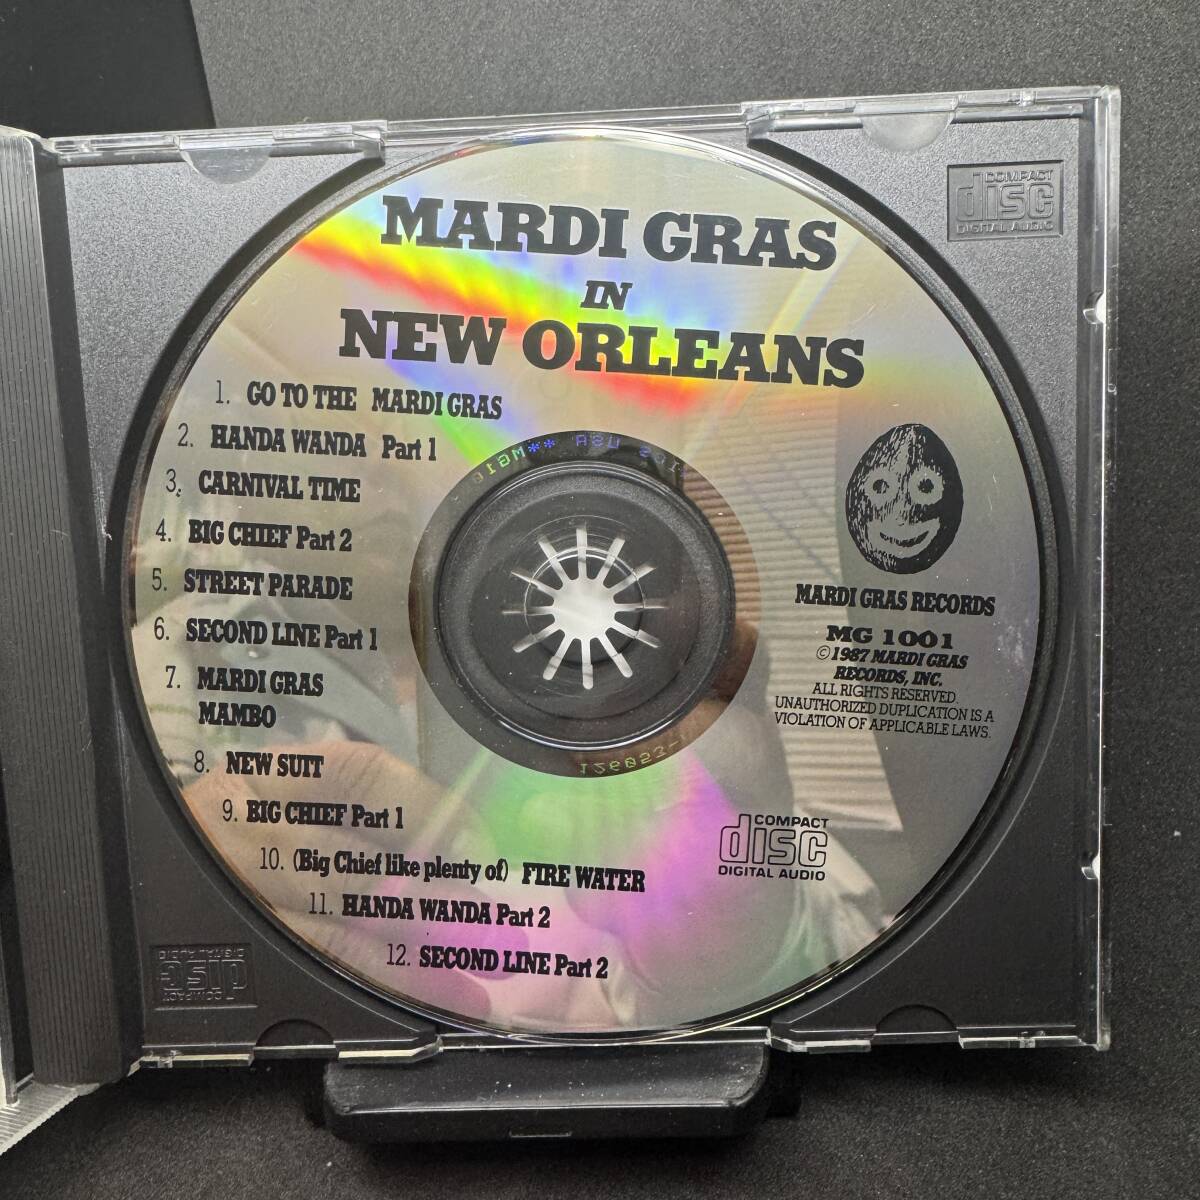 MARDI GRAS
IN
NEW ORLEANS
1. GO TO THE MARDI GRAS
2. HANDA WANDA Part 1
3. CARNIVAL TIME
4. BIG CHIEF Part 2
5. STREET PARADE
6. SECOND LINE Part 1
7. MARDI GRAS
MAMBO
8. NEW SUIT
9. BIG CHIEF Part 1
10. (Big Chief like plenty of) FIRE WATER
11. HANDA WANDA Part 2
12. SECOND LINE Part 2
MARDI GRAS RECORDS
MG 1001
©1987 MARDI GRAS
RECORDS, INC.
ALL RIGHTS RESERVED.
UNAUTHORIZED DUPLICATION IS A
VIOLATION OF APPLICABLE LAWS.
COMPACT
disc
DIGITAL AUDIO
COMPACT
disc
DIGITAL AUDIO
COMPACT
disc
DIGITAL AUDIO